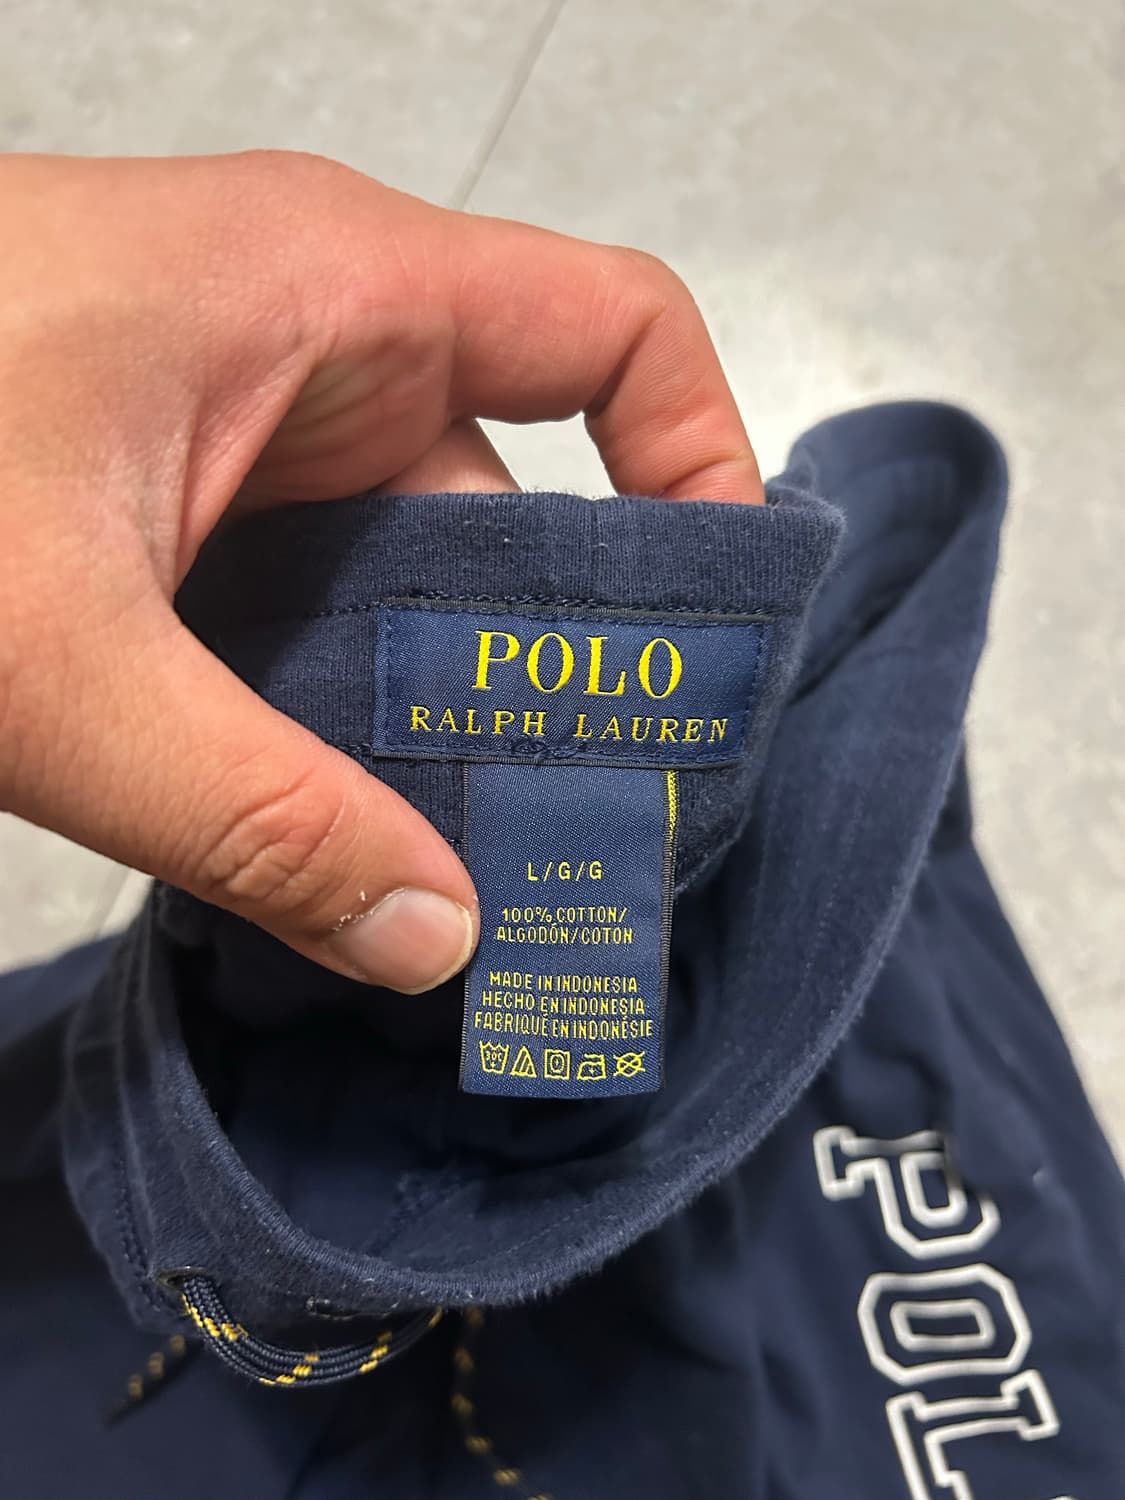 POLO
RALPH LAUREN
L/G/G
100% COTTON/
ALGODÓN/COTON
MADE IN INDONESIA
HECHO EN INDONESIA
FABRIQUÉ EN INDONÉSIE
POL